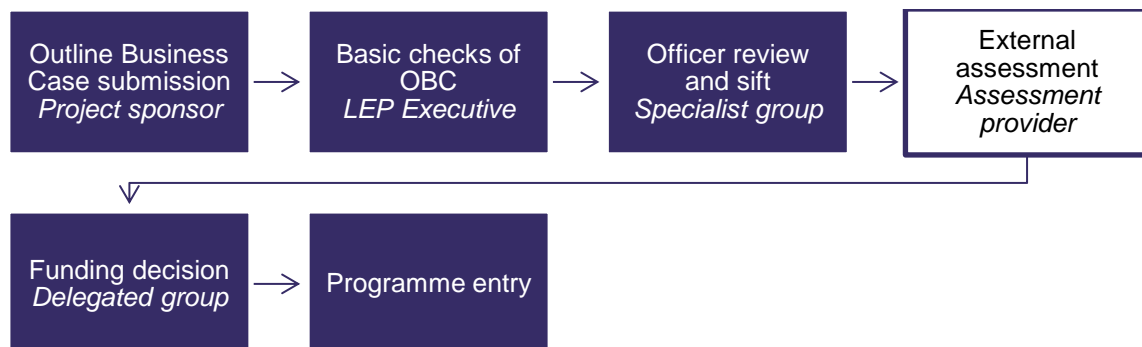 Outline Business
Case submission
Project sponsor
Basic checks of
OBC
LEP Executive
Officer review
and sift
Specialist group
External
assessment
Assessment
provider
Funding decision
Delegated group
Programme entry